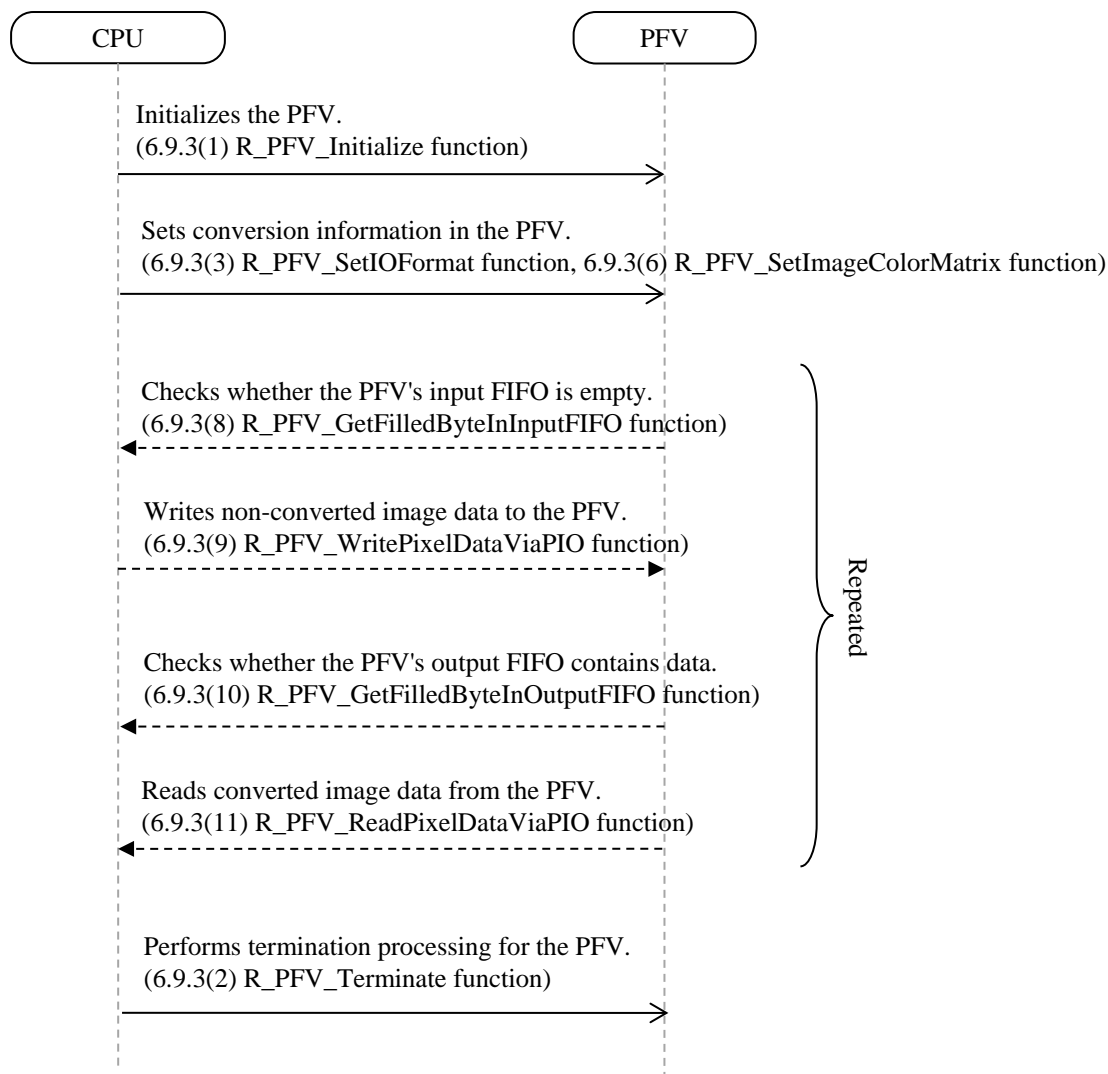 CPU
PFV
Initializes the PFV.
(6.9.3(1) R_PFV_Initialize function)
Sets conversion information in the PFV.
(6.9.3(3) R_PFV_SetIOFormat function, 6.9.3(6) R_PFV_SetImageColorMatrix function)
Checks whether the PFV's input FIFO is empty.
(6.9.3(8) R_PFV_GetFilledByteInInputFIFO function)
Writes non-converted image data to the PFV.
(6.9.3(9) R_PFV_WritePixelDataViaPIO function)
Repeated
Checks whether the PFV's output FIFO contains data.
(6.9.3(10) R_PFV_GetFilledByteInOutputFIFO function)
Reads converted image data from the PFV.
(6.9.3(11) R_PFV_ReadPixelDataViaPIO function)
Performs termination processing for the PFV.
(6.9.3(2) R_PFV_Terminate function)